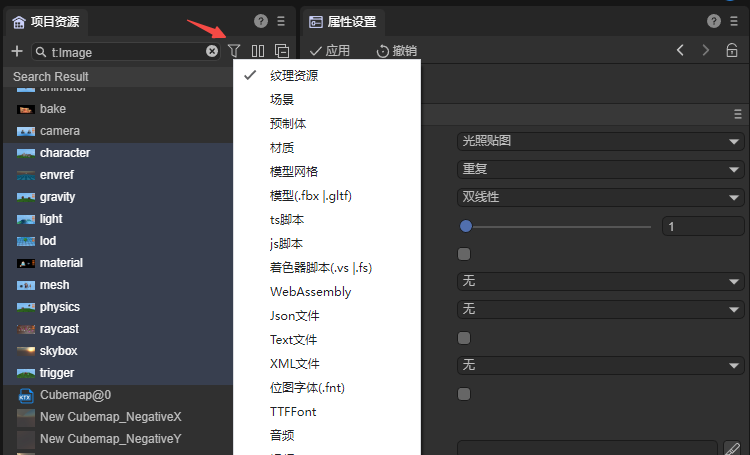 项目资源
t:Image
Search Result
animator
bake
camera
character
envref
gravity
light
lod
material
mesh
physics
raycast
skybox
trigger
KTX
Cubemap@0
New Cubemap_NegativeX
New Cubemap_NegativeY
纹理资源
场景
预制体
材质
模型网格
模型(.fbx |.gltf)
ts脚本
js脚本
着色器脚本(.vs |.fs)
WebAssembly
Json文件
Text文件
XML文件
位图字体(.fnt)
TTFFont
音频
属性设置
应用
撤销
光照贴图
重复
双线性
1
无
无
无